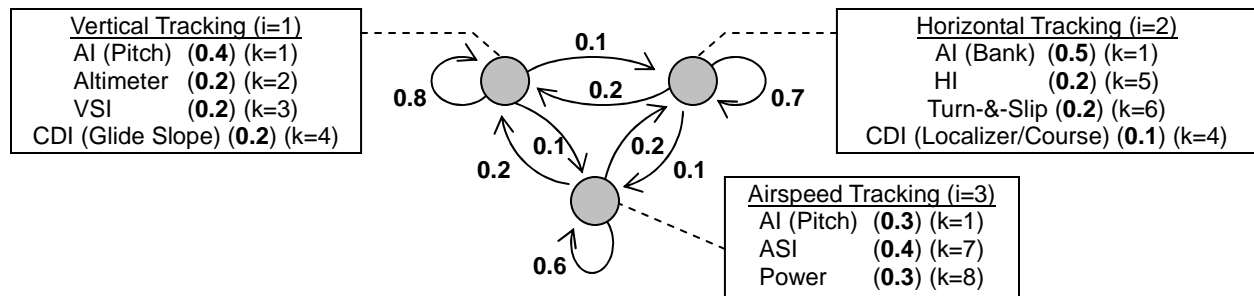 Vertical Tracking (i=1)
AI (Pitch) (0.4) (k=1)
Altimeter (0.2) (k=2)
VSI (0.2) (k=3)
CDI (Glide Slope) (0.2) (k=4)
0.8
0.1
0.2
0.7
0.1
0.2
0.2
0.1
0.6
Horizontal Tracking (i=2)
AI (Bank) (0.5) (k=1)
HI (0.2) (k=5)
Turn-&-Slip (0.2) (k=6)
CDI (Localizer/Course) (0.1) (k=4)
Airspeed Tracking (i=3)
AI (Pitch) (0.3) (k=1)
ASI (0.4) (k=7)
Power (0.3) (k=8)